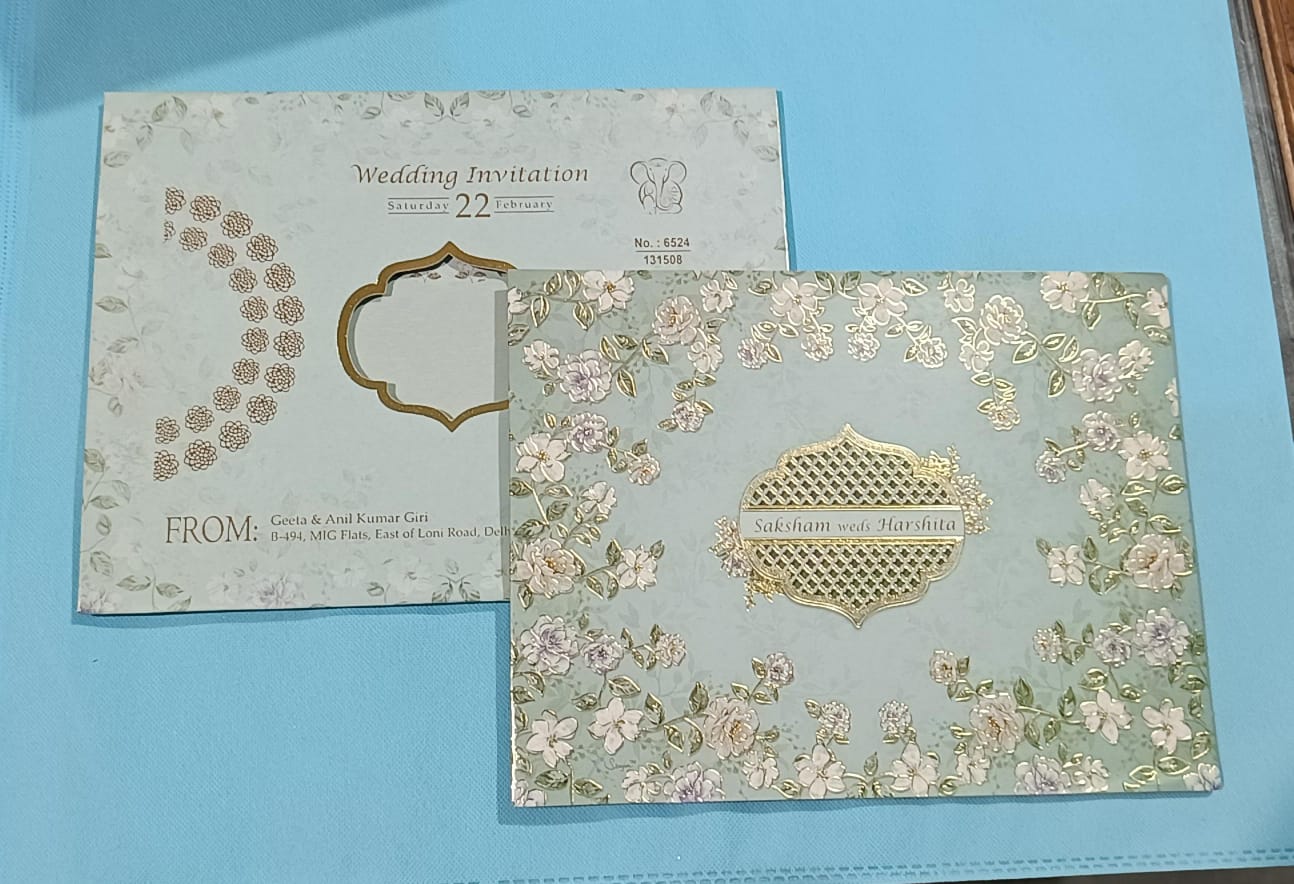 Wedding Invitation
Saturday 22 February
No. : 6524
131508
FROM:
Geeta & Anil Kumar Giri
B-494, MIG Flats, East of Loni Road,
Saksham weds Harshita